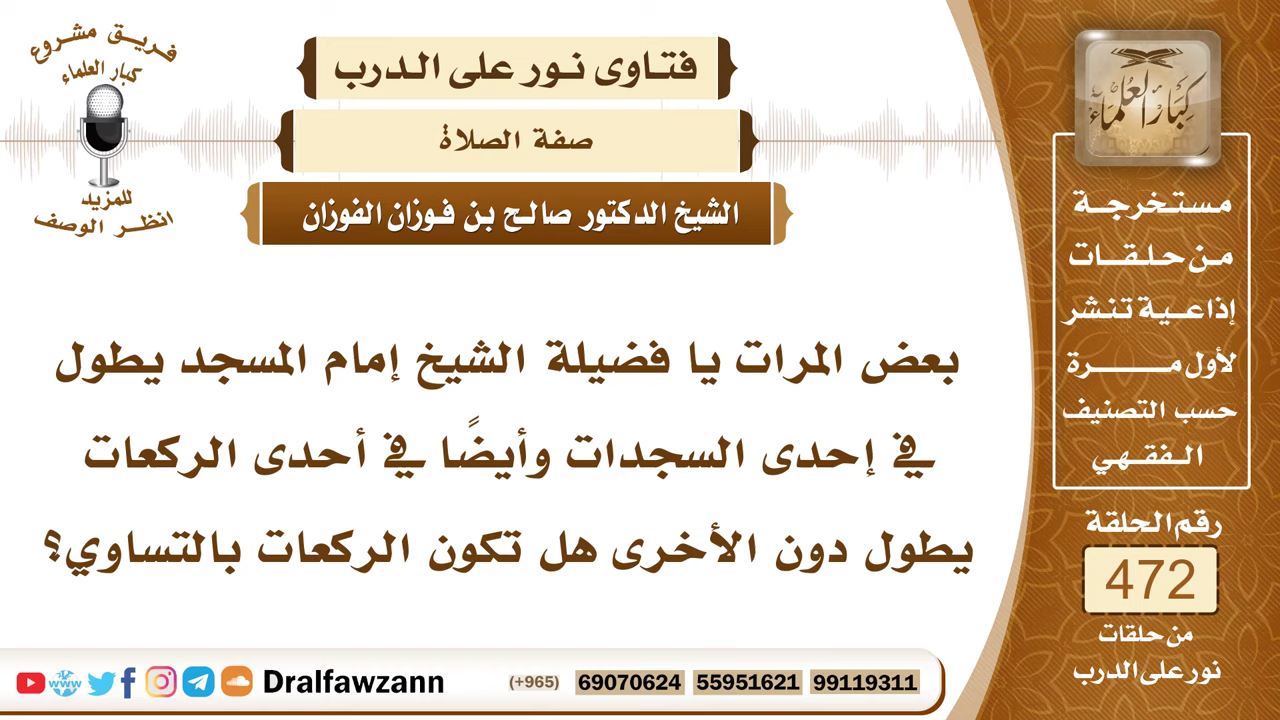 فريق مشروع
كبار العلماء
للمزيد
انظر الوصف
فتاوى نور على الدرب
صفة الصلاة
الشيخ الدكتور صالح بن فوزان الفوزان
بعض المرات يا فضيلة الشيخ إمام المسجد يطول
في إحدى السجدات وأيضًا في أحدى الركعات
يطول دون الأخرى هل تكون الركعات بالتساوي؟
كبار العلماء
مستخرجة
من حلقات
إذاعية تنشر
لأول مرة
حسب التصنيف
الفقهي
رقم الحلقة
472
من حلقات
نور على الدرب
www Dralfawzann (+965) 69070624 55951621 99119311